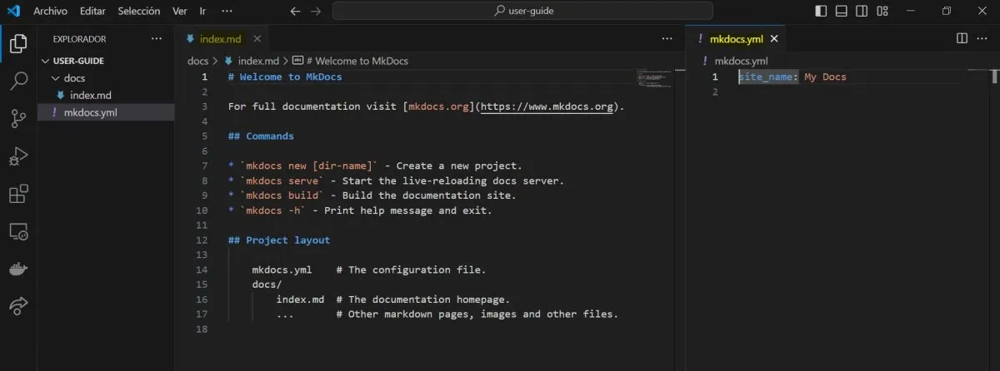 Archivo Editar Selección Ver Ir ··· user-guide
EXPLORADOR ···
USER-GUIDE
docs
index.md
! mkdocs.yml
index.md
docs > index.md > # Welcome to MkDocs
1 # Welcome to MkDocs
2
3 For full documentation visit [mkdocs.org](https://www.mkdocs.org).
4
5 ## Commands
6
7 * `mkdocs new [dir-name]` - Create a new project.
8 * `mkdocs serve` - Start the live-reloading docs server.
9 * `mkdocs build` - Build the documentation site.
10 * `mkdocs -h` - Print help message and exit.
11
12 ## Project layout
13
14     mkdocs.yml    # The configuration file.
15     docs/
16         index.md  # The documentation homepage.
17         ...       # Other markdown pages, images and other files.
18
! mkdocs.yml
! mkdocs.yml
1 site_name: My Docs
2